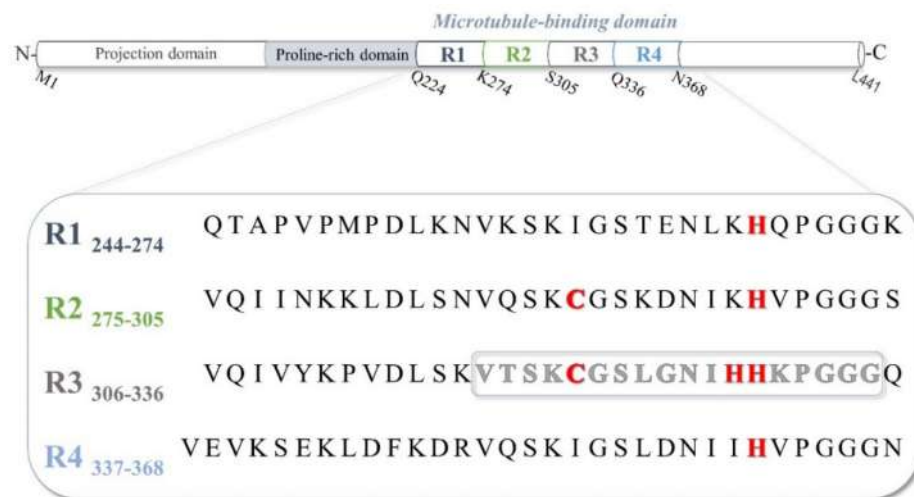 Microtubule-binding domain
N- Projection domain Proline-rich domain R1 R2 R3 R4 -C
M1 Q224 K274 S305 Q336 N368 L441
R1 244-274 QTAPVPMPDLKNVKSKIGSTENLKHQPGGGK
R2 275-305 VQIINKKLDLSNVQSKCGSKDNIKHVPGGGS
R3 306-336 VQIVYKPVDLSKVTSKCGSLGNIHHKPGGGQ
R4 337-368 VEVKSEKLDFKDRVQSKIGSLDNIIHVPGGGN